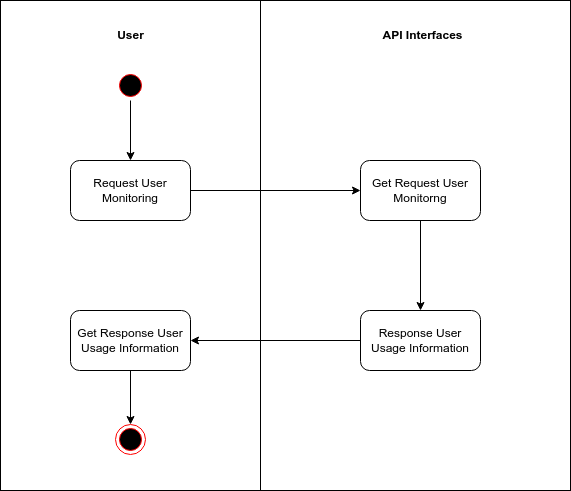 User
API Interfaces
Request User
Monitoring
Get Request User
Monitorng
Get Response User
Usage Information
Response User
Usage Information